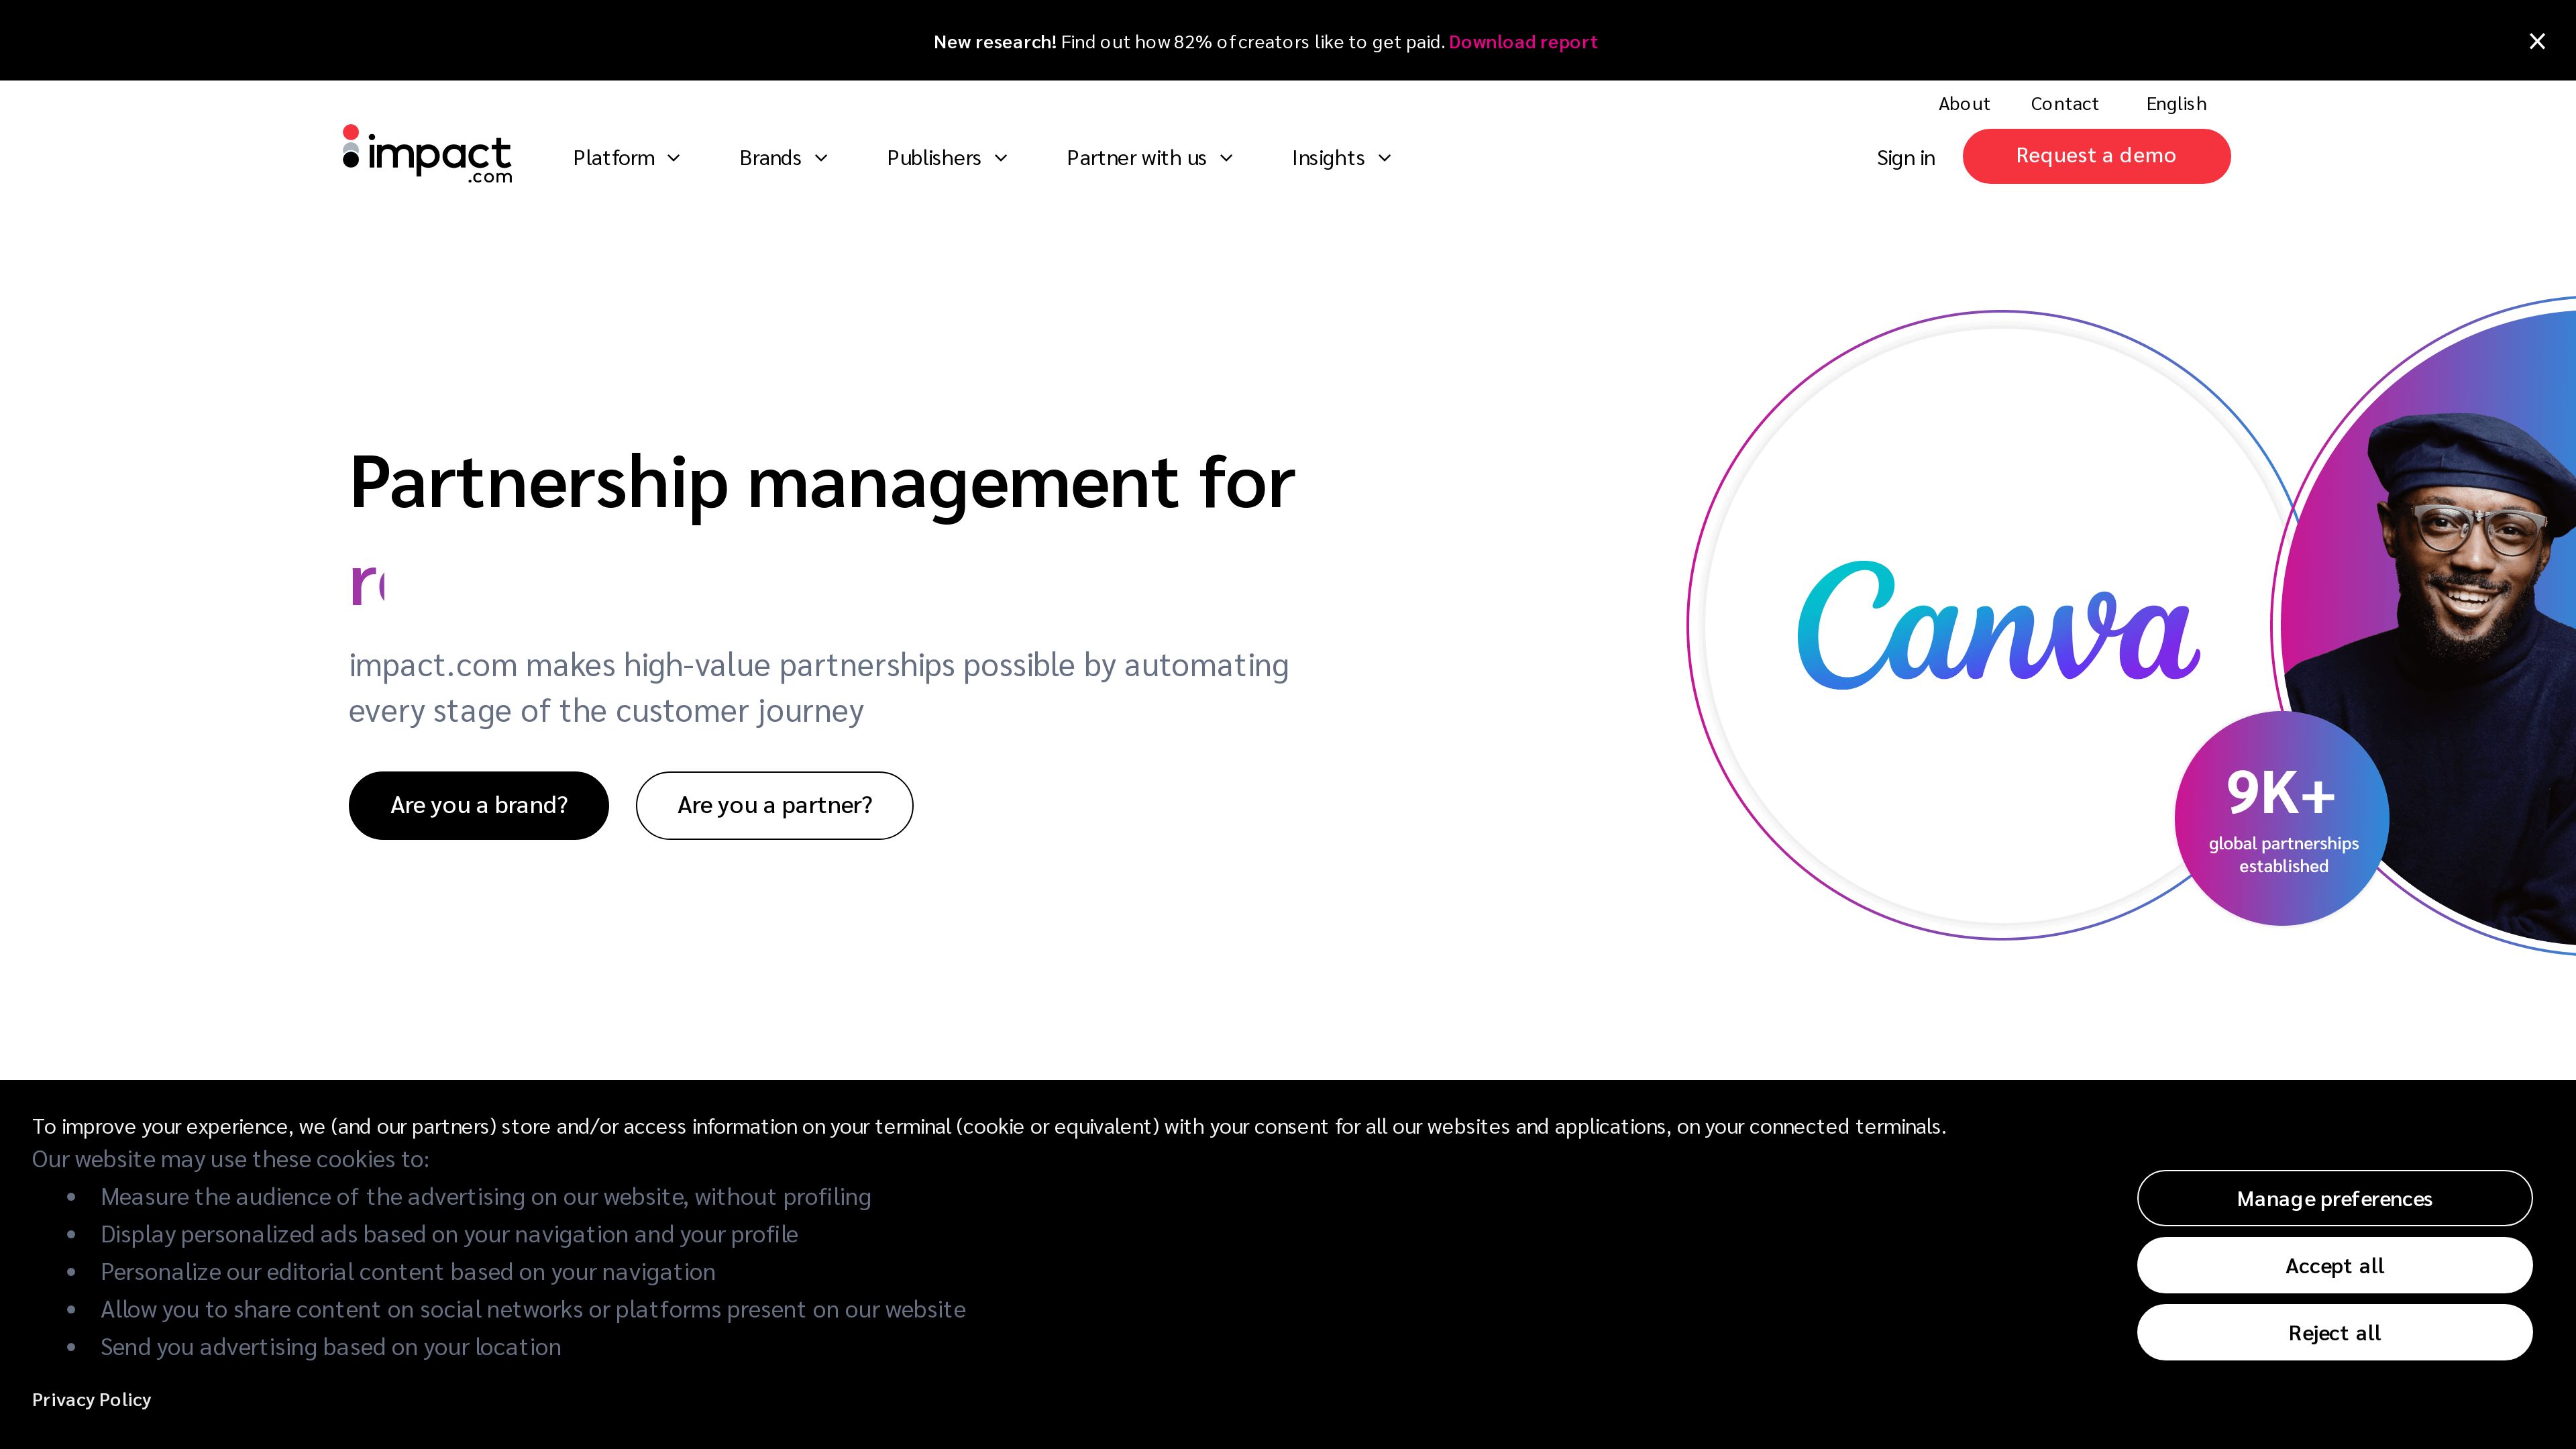 New research! Find out how 82% of creators like to get paid. Download report
About Contact English
impact.com
Platform Brands Publishers Partner with us Insights
Sign in Request a demo
Partnership management for
impact.com makes high-value partnerships possible by automating
every stage of the customer journey
Are you a brand? Are you a partner?
Canva
9K+
global partnerships
established
To improve your experience, we (and our partners) store and/or access information on your terminal (cookie or equivalent) with your consent for all our websites and applications, on your connected terminals.
Our website may use these cookies to:
Measure the audience of the advertising on our website, without profiling
Display personalized ads based on your navigation and your profile
Personalize our editorial content based on your navigation
Allow you to share content on social networks or platforms present on our website
Send you advertising based on your location
Privacy Policy
Manage preferences
Accept all
Reject all